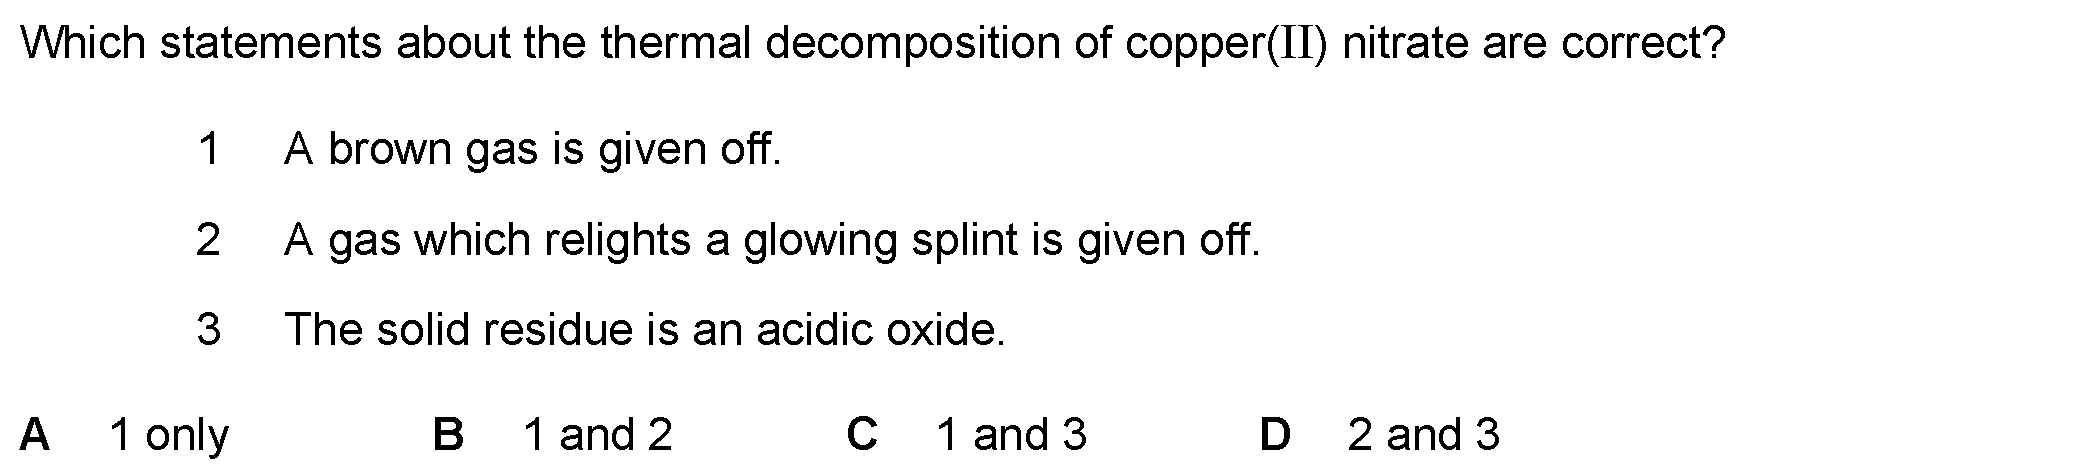 Which statements about the thermal decomposition of copper(II) nitrate are correct?
1 A brown gas is given off.
2 A gas which relights a glowing splint is given off.
3 The solid residue is an acidic oxide.
A 1 only B 1 and 2 C 1 and 3 D 2 and 3